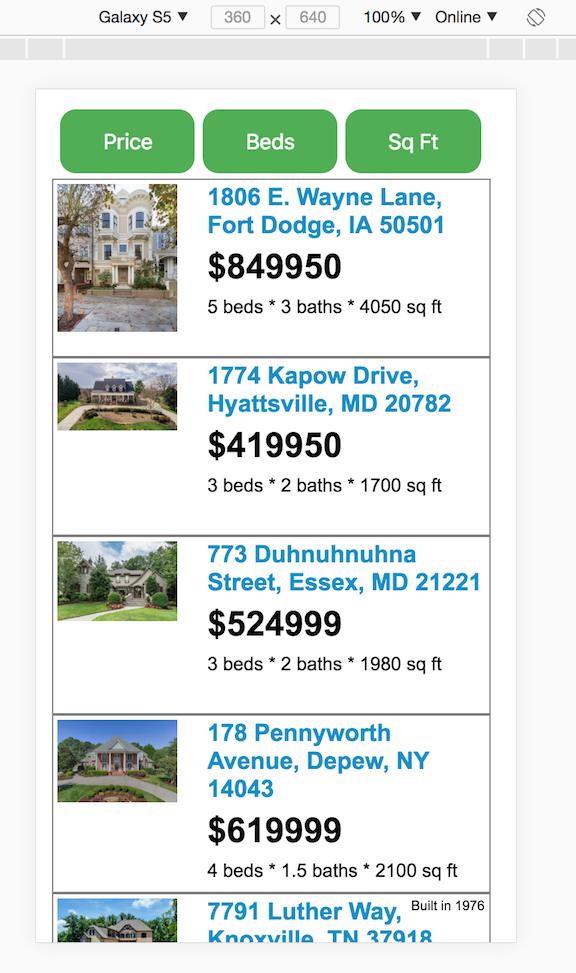 Galaxy S5 ▼ 360 × 640 100% ▼ Online ▼
Price Beds Sq Ft
1806 E. Wayne Lane,
Fort Dodge, IA 50501
$849950
5 beds * 3 baths * 4050 sq ft
1774 Kapow Drive,
Hyattsville, MD 20782
$419950
3 beds * 2 baths * 1700 sq ft
773 Duhnuhnuhna
Street, Essex, MD 21221
$524999
3 beds * 2 baths * 1980 sq ft
178 Pennyworth
Avenue, Depew, NY
14043
$619999
4 beds * 1.5 baths * 2100 sq ft
7791 Luther Way, Built in 1976
Knoxville, TN 37918